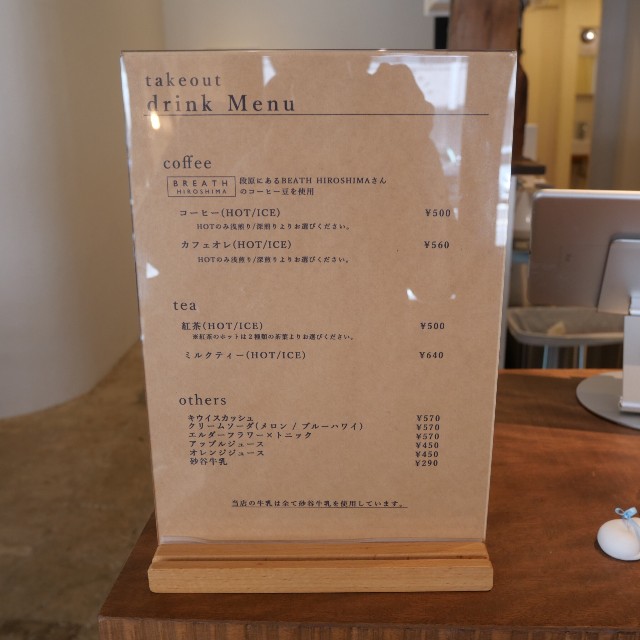 takeout
drink Menu
coffee
BREATH
HIROSHIMA
段原にあるBEATH HIROSHIMAさん
のコーヒー豆を使用
コーヒー(HOT/ICE) ¥500
HOTのみ浅煎り/深煎りよりお選びください。
カフェオレ(HOT/ICE) ¥560
HOTのみ浅煎り/深煎りよりお選びください。
tea
紅茶(HOT/ICE) ¥500
※紅茶のホットは2種類の茶葉よりお選びください。
ミルクティー(HOT/ICE) ¥640
others
キウイスカッシュ ¥570
クリームソーダ(メロン / ブルーハワイ) ¥570
エルダーフラワー×トニック ¥570
アップルジュース ¥450
オレンジジュース ¥450
砂谷牛乳 ¥290
当店の牛乳は全て砂谷牛乳を使用しています。